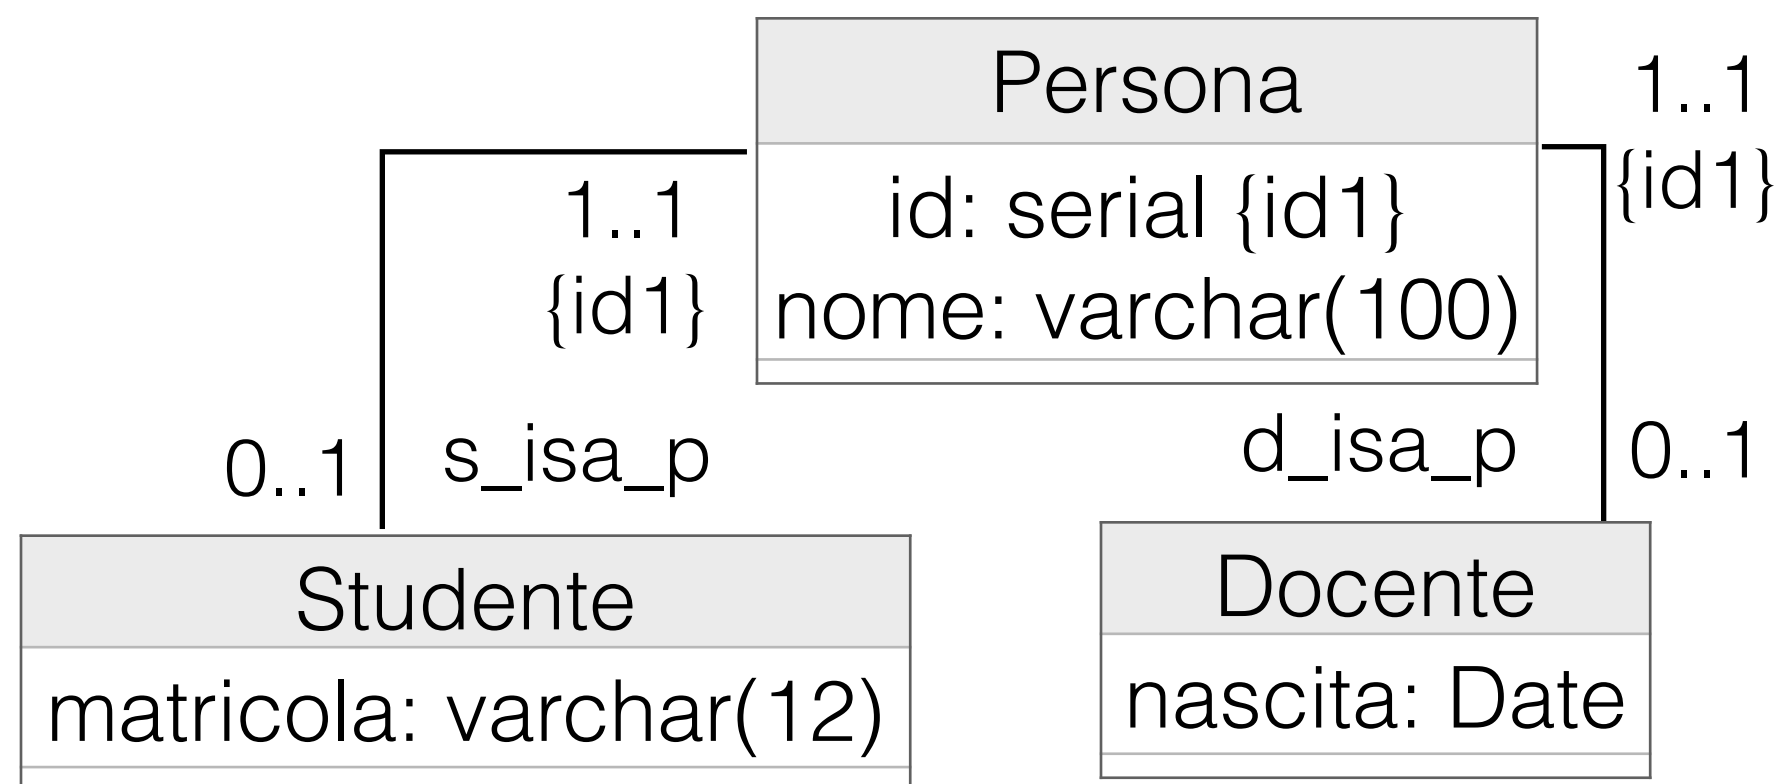 Persona
id: serial {id1}
nome: varchar(100)
1..1
{id1}
1..1
{id1}
0..1
s_isa_p
d_isa_p
0..1
Studente
matricola: varchar(12)
Docente
nascita: Date